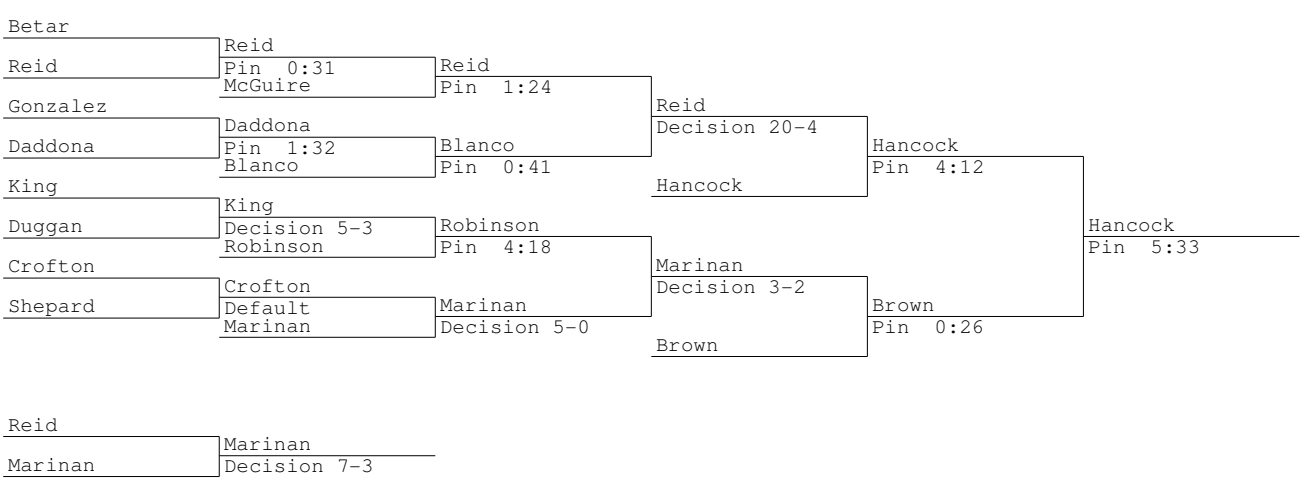 Betar
Reid
Reid
Pin 0:31
McGuire
Reid
Pin 1:24
Gonzalez
Daddona
Daddona
Pin 1:32
Blanco
Blanco
Pin 0:41
Reid
Decision 20-4
Hancock
Hancock
Pin 4:12
King
Duggan
King
Decision 5-3
Robinson
Robinson
Pin 4:18
Crofton
Shepard
Crofton
Default
Marinan
Marinan
Decision 5-0
Marinan
Decision 3-2
Brown
Brown
Pin 0:26
Hancock
Pin 5:33
Reid
Marinan
Marinan
Decision 7-3